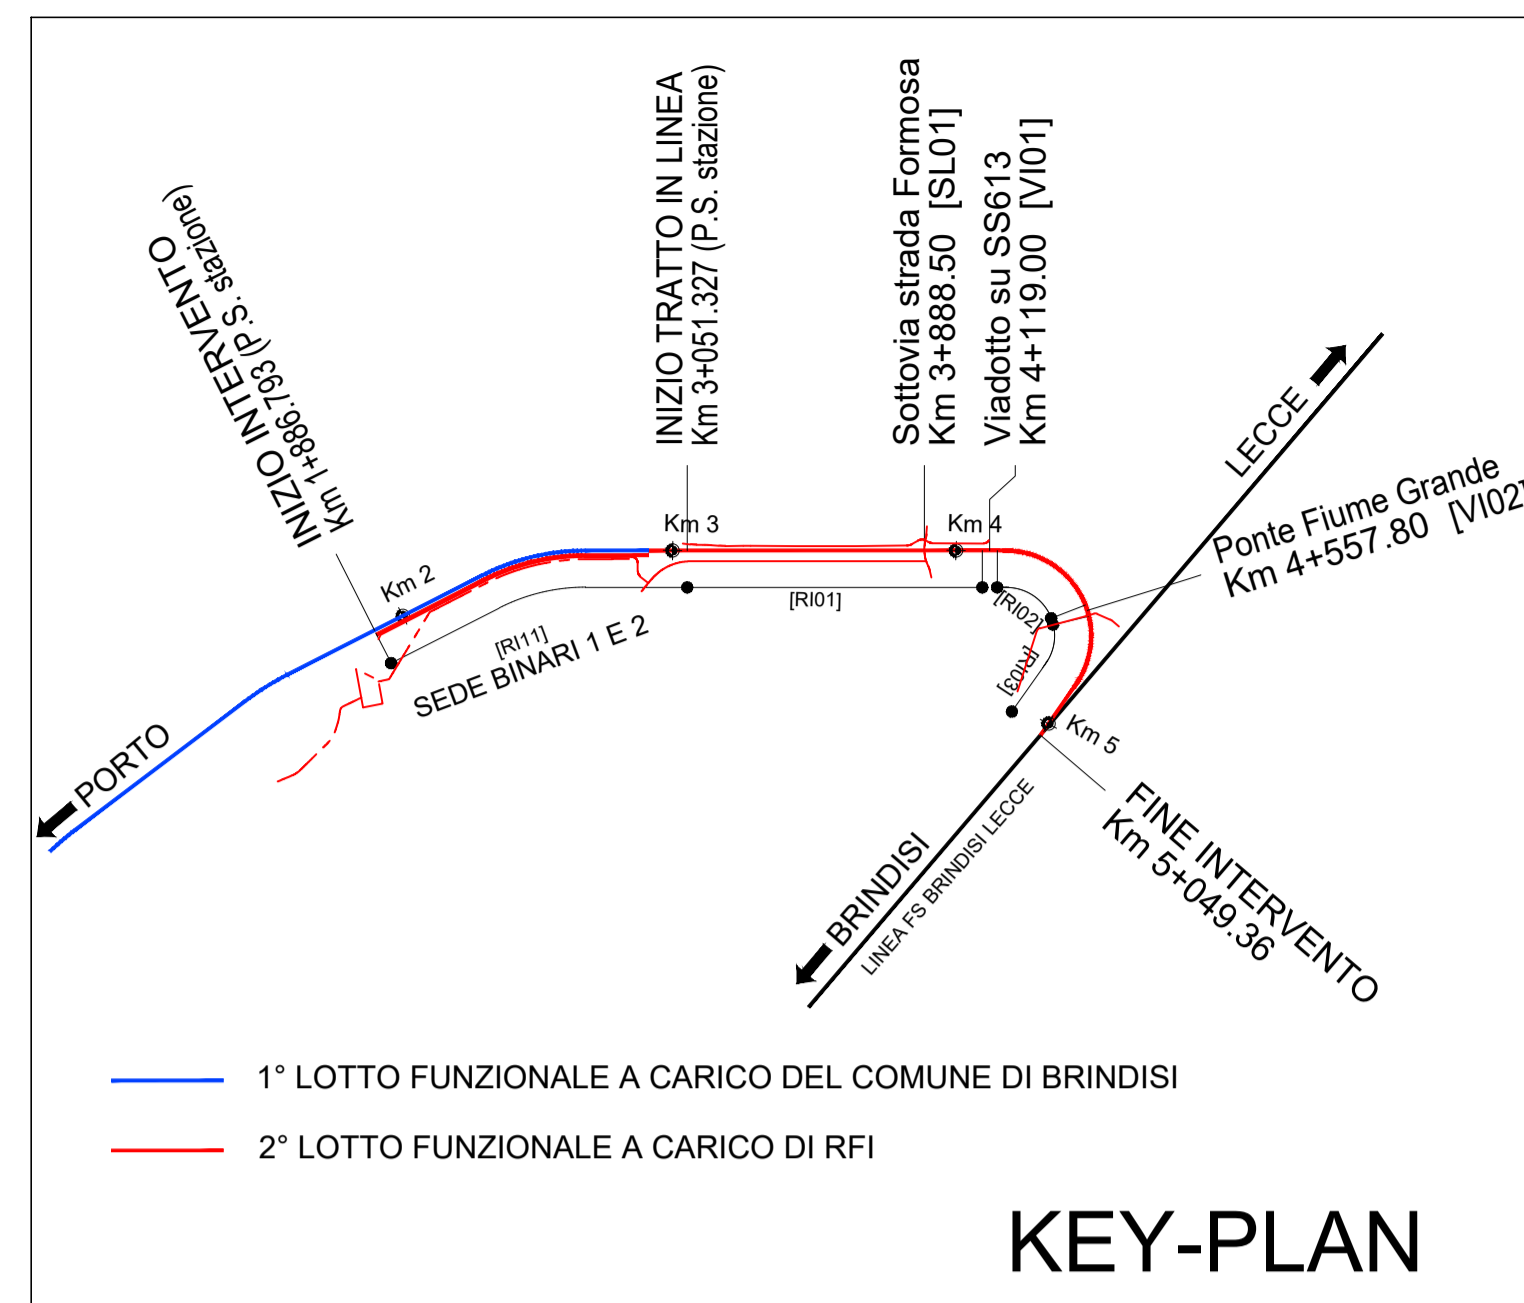 INIZIO INTERVENTO
Km 1+886.793 (P.S. stazione)
INIZIO TRATTO IN LINEA
Km 3+051.327 (P.S. stazione)
Sottovia strada Formosa
Km 3+888.50 [SL01]
Viadotto su SS613
Km 4+119.00 [VI01]
LECCE
Ponte Fiume Grande
Km 4+557.80 [VI02]
Km 2
Km 3
Km 4
[RI01]
[RI02]
[RI03]
[RI11]
SEDE BINARI 1 E 2
Km 5
PORTO
BRINDISI
LINEA FS BRINDISI LECCE
FINE INTERVENTO
Km 5+049.36
1° LOTTO FUNZIONALE A CARICO DEL COMUNE DI BRINDISI
2° LOTTO FUNZIONALE A CARICO DI RFI
KEY-PLAN